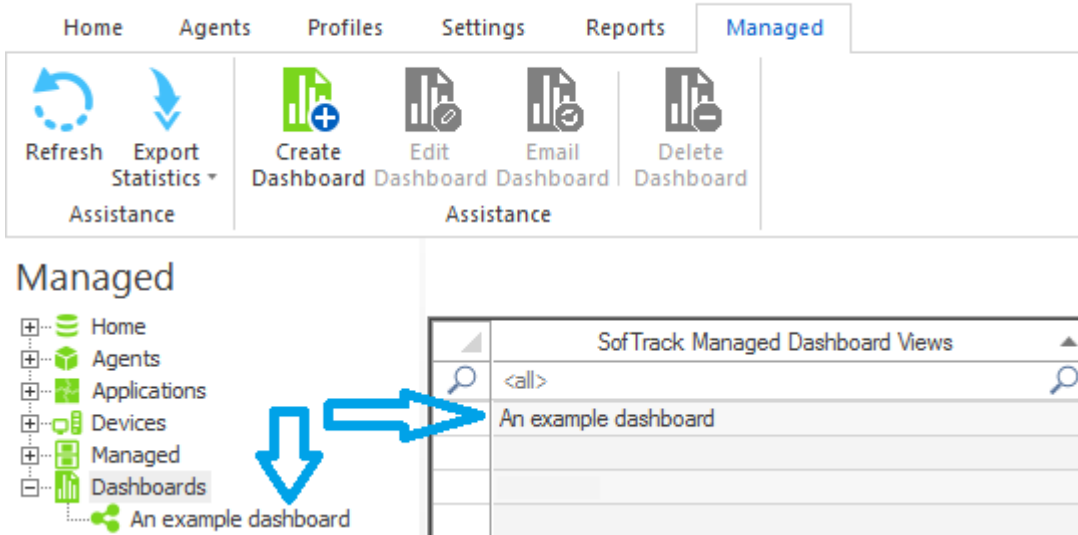 Home Agents Profiles Settings Reports Managed
Refresh
Export
Statistics
Create
Dashboard
Edit
Dashboard
Email
Dashboard
Delete
Dashboard
Assistance
Assistance
Managed
Home
Agents
Applications
Devices
Managed
Dashboards
An example dashboard
SofTrack Managed Dashboard Views
<all>
An example dashboard